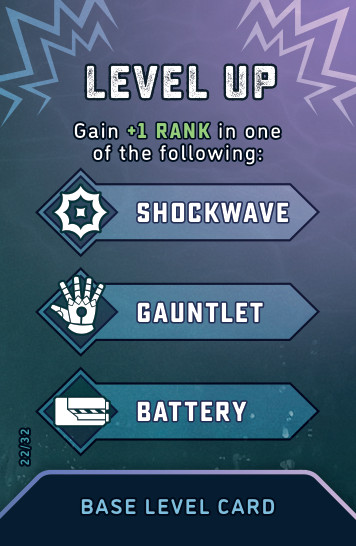 LEVEL UP
Gain +1 RANK in one
of the following:
SHOCKWAVE
GAUNTLET
BATTERY
22/32
BASE LEVEL CARD